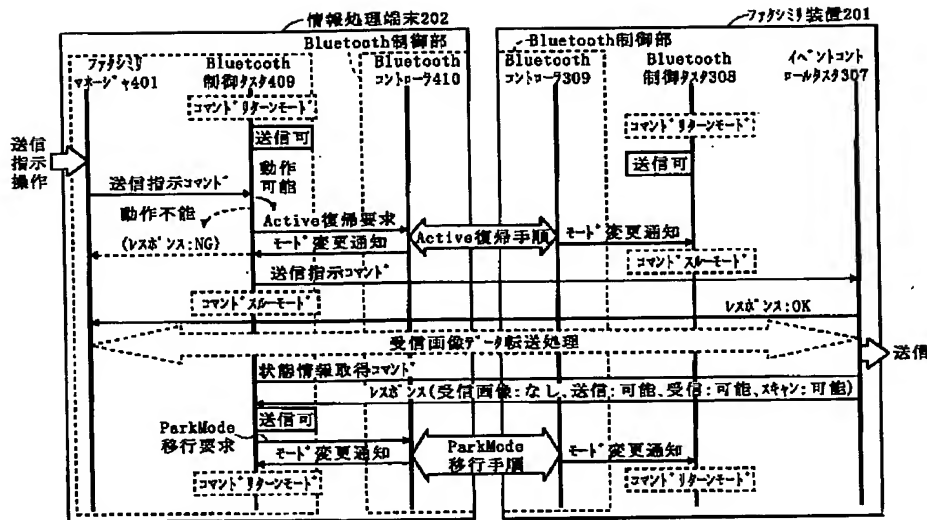 情報処理端末202
ファクシミリ装置201
Bluetooth制御部
Bluetooth制御部
ファクシミリ
マネージャ401
Bluetooth
制御タスク409
Bluetooth
コントローラ410
Bluetooth
コントローラ309
Bluetooth
制御タスク308
イベントコント
ロールタスク307
コマンドリターンモード
コマンドリターンモード
送信可
送信可
送信
指示
操作
動作
可能
送信指示コマンド
動作不能
(レスポンス:NG)
Active復帰要求
モード変更通知
Active復帰手順
モード変更通知
コマンドスルーモード
送信指示コマンド
コマンドスルーモード
レスポンス:OK
受信画像データ転送処理
送信
状態情報取得コマンド
レスポンス(受信画像:なし、送信:可能、受信:可能、スキャン:可能)
送信可
ParkMode
移行要求
モード変更通知
ParkMode
移行手順
モード変更通知
コマンドリターンモード
コマンドリターンモード